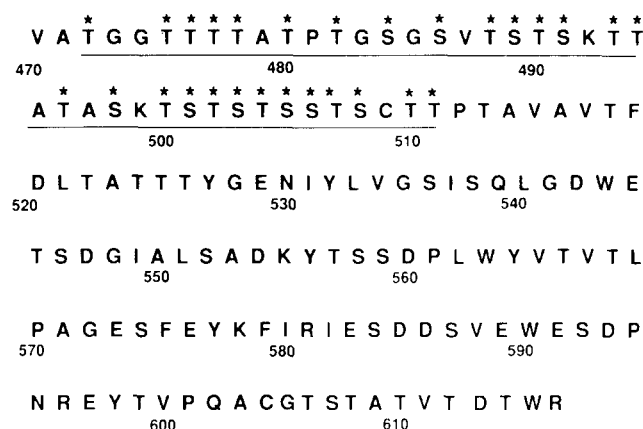 * * * * * * * * * * * * * * *
V A T G G T T T T A T P T G S G S V T S T S K T T
470 480 490
* * * * * * * * * * * * *
A T A S K T S T S T S S T S C T T P T A V A V T F
500 510
D L T A T T T Y G E N I Y L V G S I S Q L G D W E
520 530 540
T S D G I A L S A D K Y T S S D P L W Y V T V T L
550 560
P A G E S F E Y K F I R I E S D D S V E W E S D P
570 580 590
N R E Y T V P Q A C G T S T A T V T D T W R
600 610